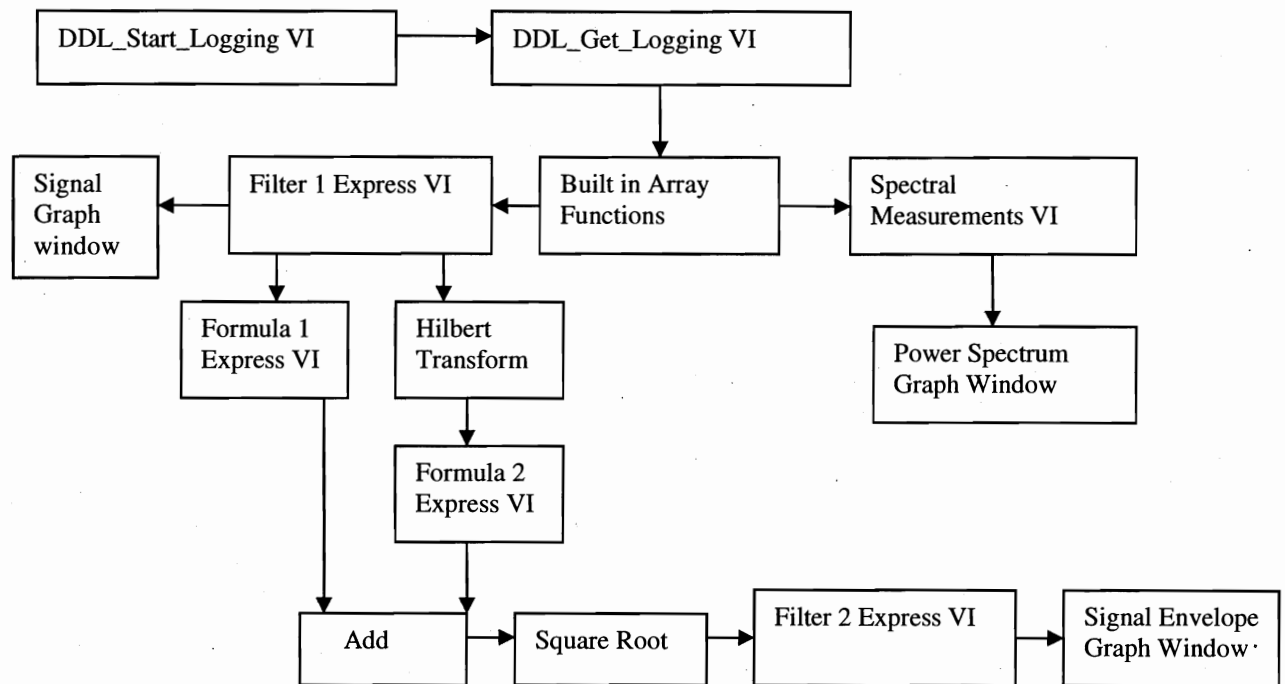 DDL_Start_Logging VI
DDL_Get_Logging VI
Signal
Graph
window
Filter 1 Express VI
Built in Array
Functions
Spectral
Measurements VI
Formula 1
Express VI
Hilbert
Transform
Power Spectrum
Graph Window
Formula 2
Express VI
Add
Square Root
Filter 2 Express VI
Signal Envelope
Graph Window